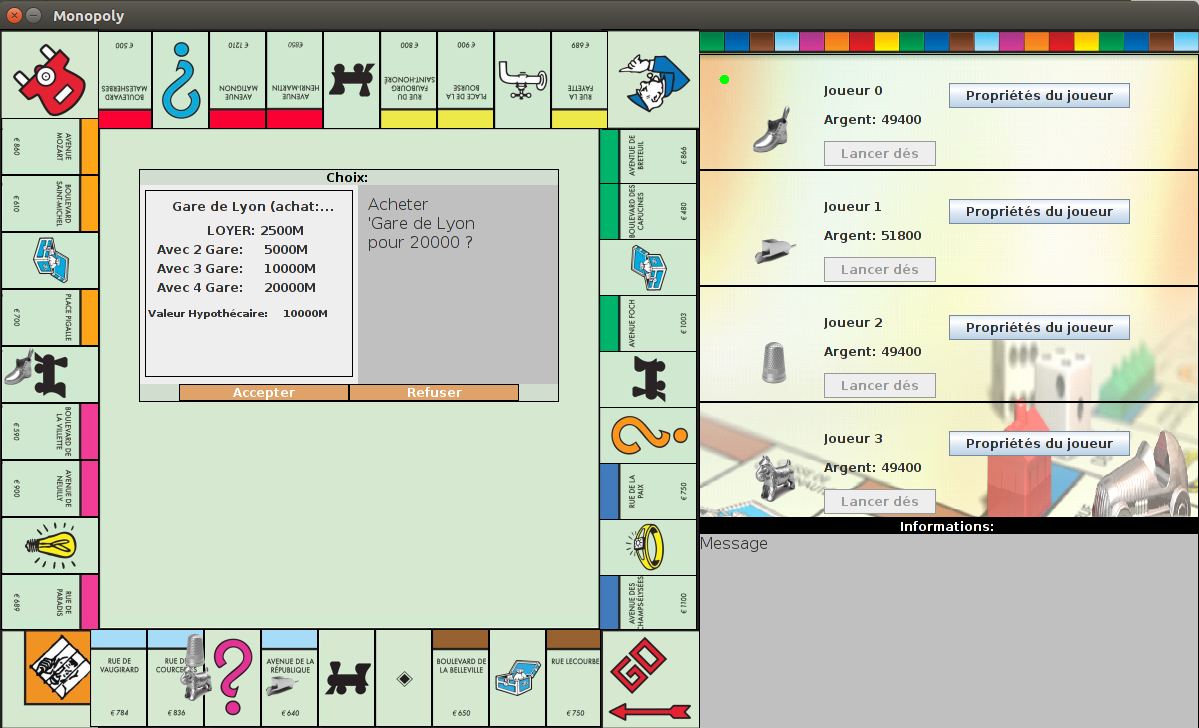 Monopoly
€ 500
BOULEVARD
MALESHERBES
€ 1210
AVENUE
MATIGNON
€850
AVENUE
HENRI-MARTIN
€ 800
RUE DU
FAUBOURG
SAINT-HONORÉ
€ 900
PLACE DE LA
BOURSE
€ 689
RUE LA
FAYETTE
AVENUE
MOZART
€ 860
BOULEVARD
SAINT-MICHEL
€ 610
PLACE PIGALLE
€ 700
BOULEVARD DE
LA VILLETTE
€ 590
AVENUE DE
NEUILLY
€ 900
RUE DE
PARADIS
€ 689
Choix:
Gare de Lyon (achat:...
LOYER: 2500M
Avec 2 Gare: 5000M
Avec 3 Gare: 10000M
Avec 4 Gare: 20000M
Valeur Hypothécaire: 10000M
Acheter
'Gare de Lyon
pour 20000 ?
Accepter
Refuser
AVENTUE DE
BRETEUIL
€ 866
BOULEVARD DES
CAPUCINES
€ 480
AVENUE FOCH
€ 1003
RUE DE LA
PAIX
€ 750
AVENUE DES
CHAMPS-ÉLYSÉES
€ 1100
RUE DE
VAUGIRARD
€ 784
RUE DE
COURCE
€ 836
AVENUE DE LA
RÉPUBLIQUE
€ 640
BOULEVARD DE
LA BELLEVILLE
€ 650
RUE LECOURBE
€ 750
GO
Joueur 0
Propriétés du joueur
Argent: 49400
Lancer dés
Joueur 1
Propriétés du joueur
Argent: 51800
Lancer dés
Joueur 2
Propriétés du joueur
Argent: 49400
Lancer dés
Joueur 3
Propriétés du joueur
Argent: 49400
Lancer dés
Informations:
Message